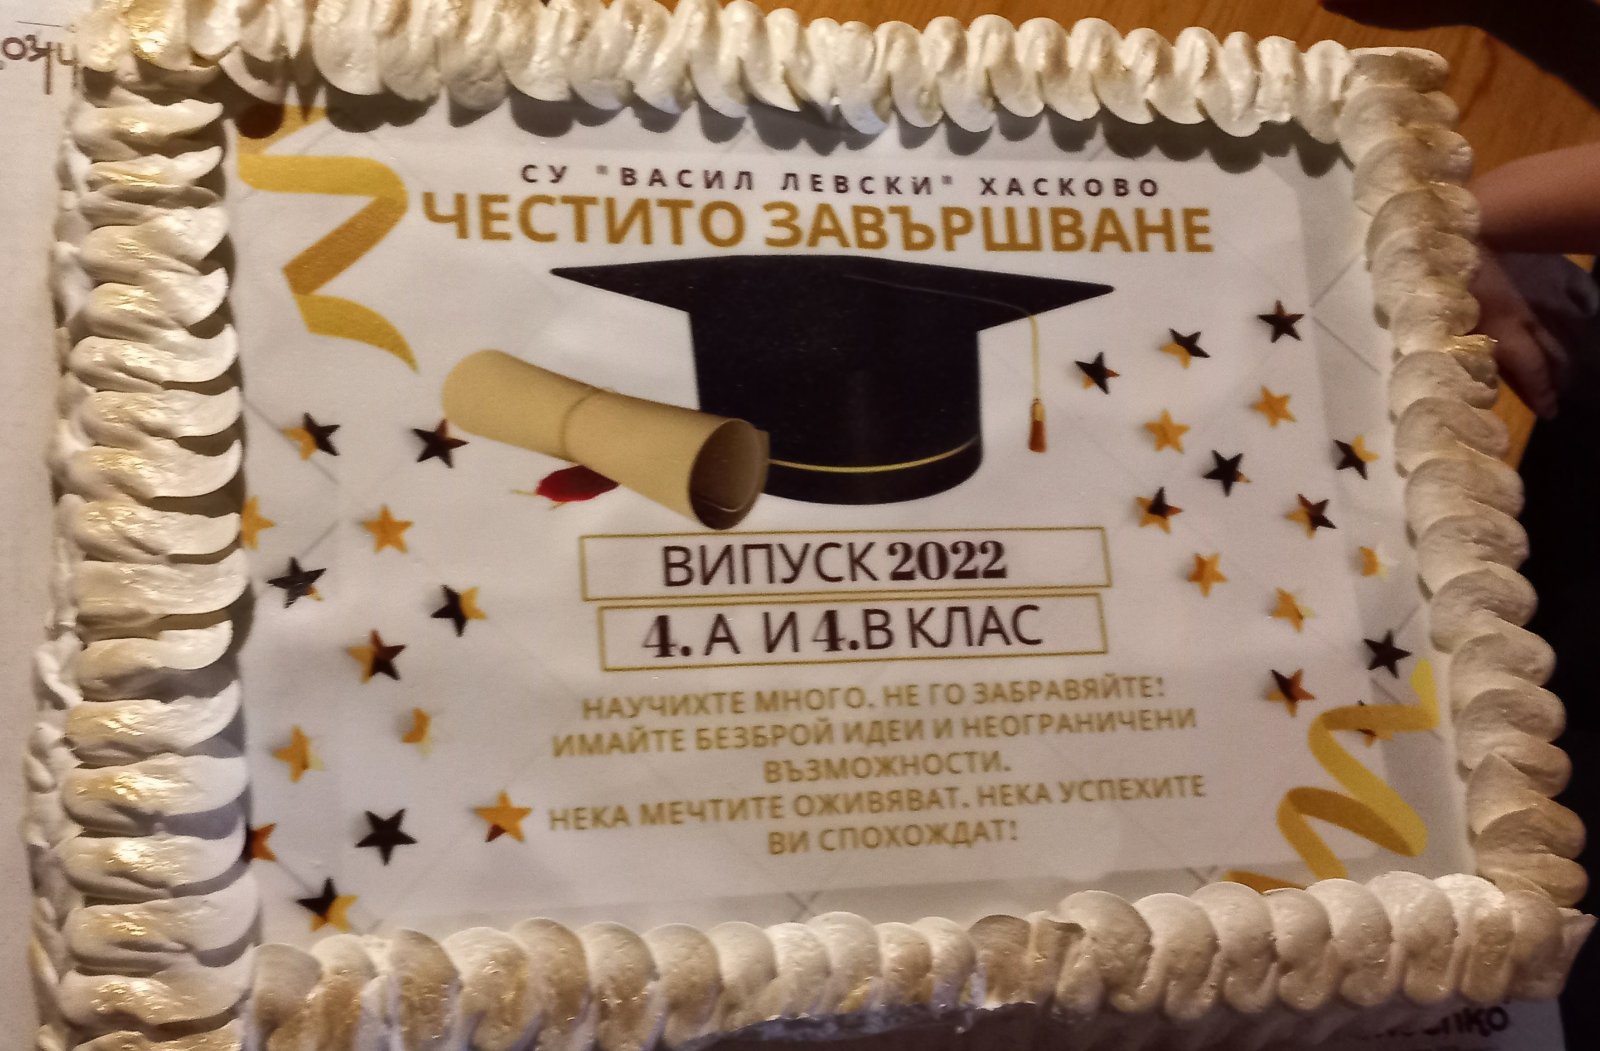 СУ "ВАСИЛ ЛЕВСКИ" ХАСКОВО
ЧЕСТИТО ЗАВЪРШВАНЕ
ВИПУСК 2022
4. А И 4.В КЛАС
НАУЧИХТЕ МНОГО. НЕ ГО ЗАБРАВЯЙТЕ!
ИМАЙТЕ БЕЗБРОЙ ИДЕИ И НЕОГРАНИЧЕНИ
ВЪЗМОЖНОСТИ.
НЕКА МЕЧТИТЕ ОЖИВЯВАТ. НЕКА УСПЕХИТЕ
ВИ СПОХОЖДАТ!